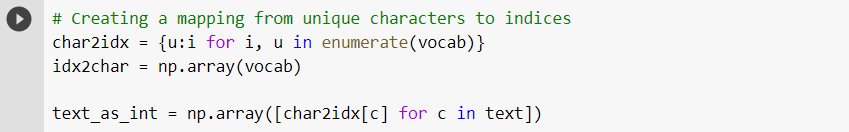 # Creating a mapping from unique characters to indices
char2idx = {u:i for i, u in enumerate(vocab)}
idx2char = np.array(vocab)
text_as_int = np.array([char2idx[c] for c in text])